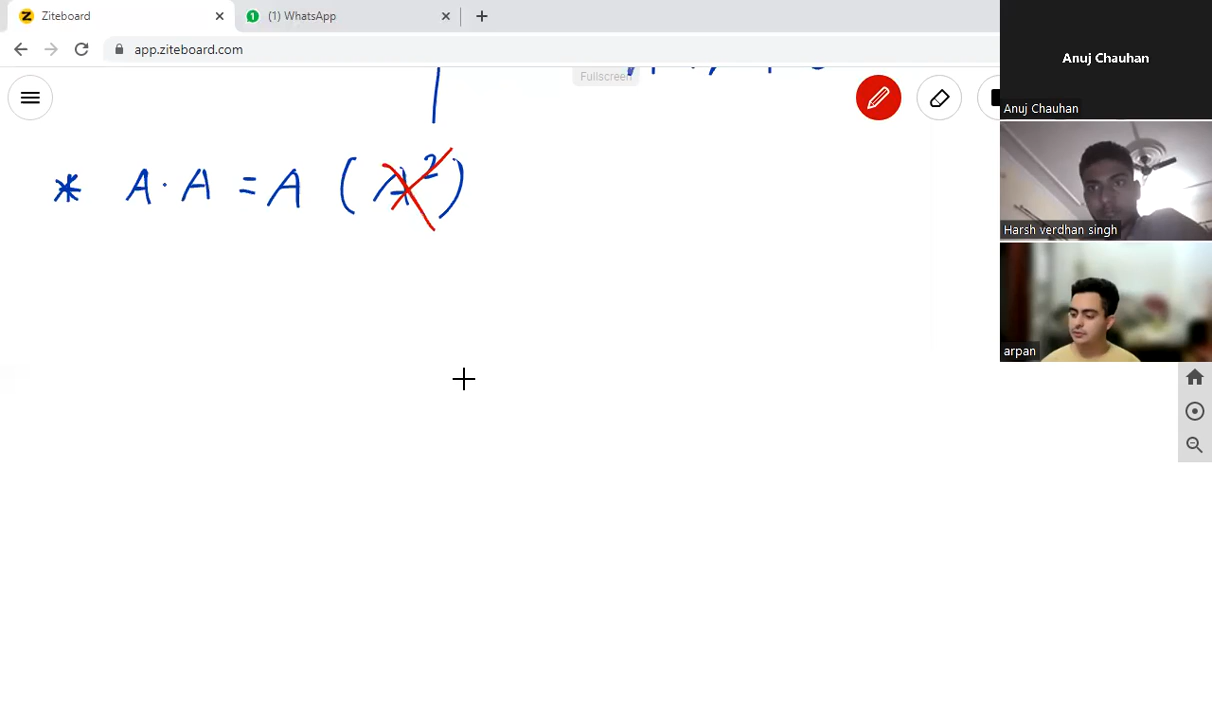 Ziteboard
(1) WhatsApp
app.ziteboard.com
Fullscreen
* A · A = A (A²)
Anuj Chauhan
Anuj Chauhan
Harsh verdhan singh
arpan